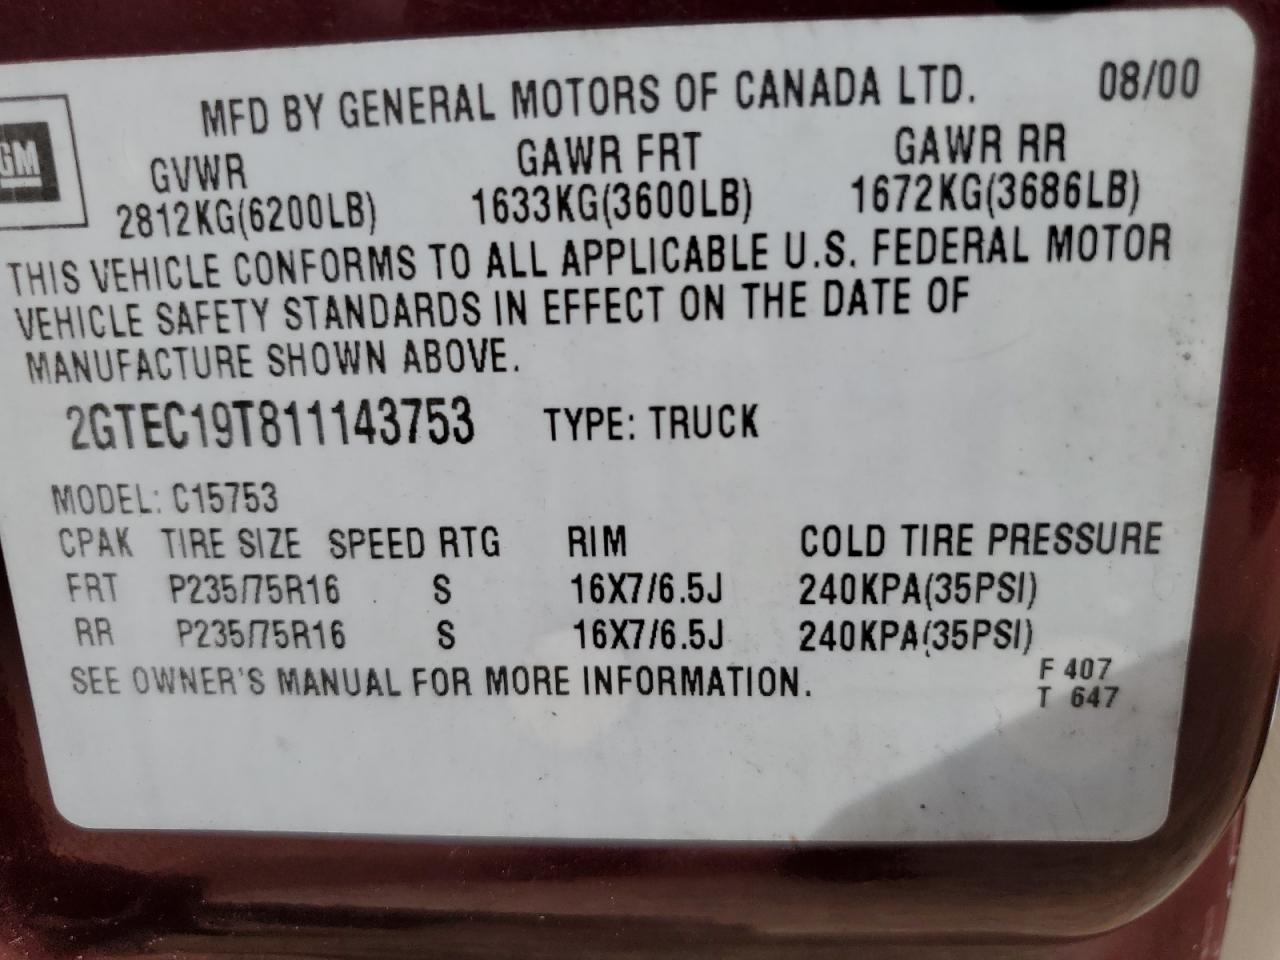 MFD BY GENERAL MOTORS OF CANADA LTD. 08/00
GM
GVWR GAWR FRT GAWR RR
2812KG(6200LB) 1633KG(3600LB) 1672KG(3686LB)
THIS VEHICLE CONFORMS TO ALL APPLICABLE U.S. FEDERAL MOTOR
VEHICLE SAFETY STANDARDS IN EFFECT ON THE DATE OF
MANUFACTURE SHOWN ABOVE.
2GTEC19T811143753 TYPE: TRUCK
MODEL: C15753
CPAK TIRE SIZE SPEED RTG RIM COLD TIRE PRESSURE
FRT P235/75R16 S 16X7/6.5J 240KPA(35PSI)
RR P235/75R16 S 16X7/6.5J 240KPA(35PSI)
SEE OWNER'S MANUAL FOR MORE INFORMATION.
F 407
T 647